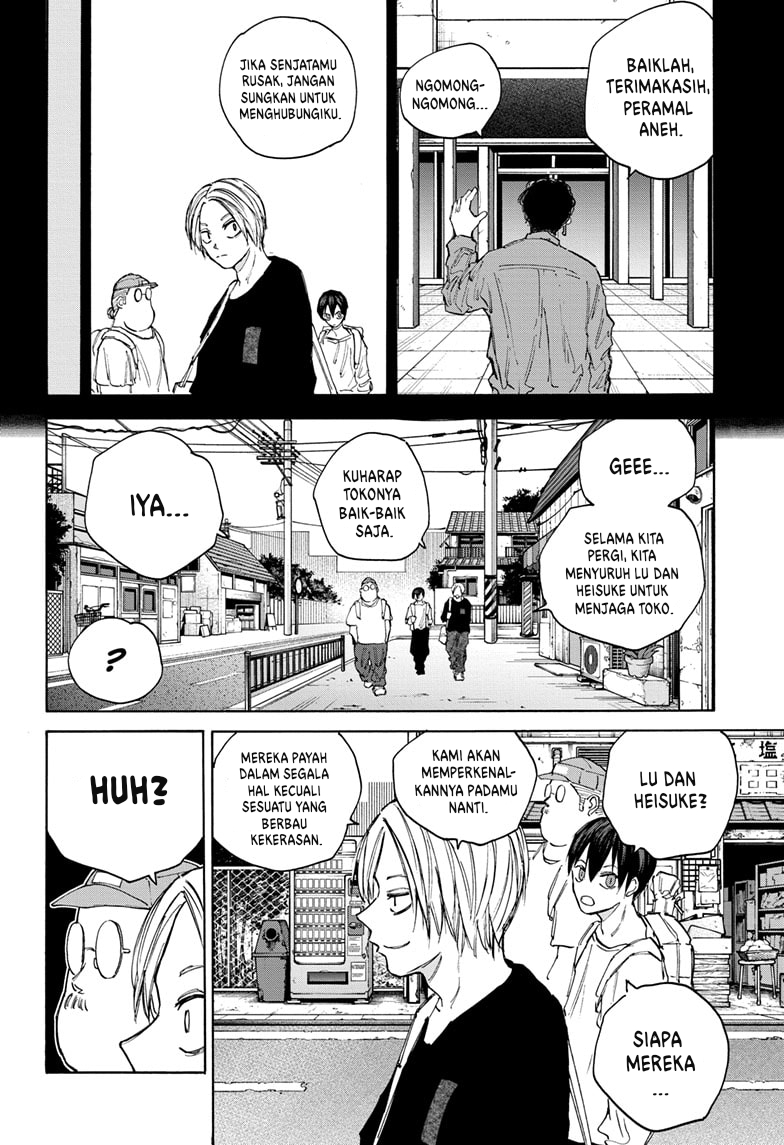 BAIKLAH,
TERIMAKASIH,
PERAMAL
ANEH.
NGOMONG-
NGOMONG...
JIKA SENJATAMU
RUSAK, JANGAN
SUNGKAN UNTUK
MENGHUBUNGIKU.
GEEE...
SELAMA KITA
PERGI, KITA
MENYURUH LU DAN
HEISUKE UNTUK
MENJAGA TOKO.
KUHARAP
TOKONYA
BAIK-BAIK
SAJA.
IYA...
?
LU DAN
HEISUKE?
SIAPA
MEREKA
...
KAMI AKAN
MEMPERKENAL-
KANNYA PADAMU
NANTI.
MEREKA PAYAH
DALAM SEGALA
HAL KECUALI
SESUATU YANG
BERBAU
KEKERASAN.
HUH?
塩